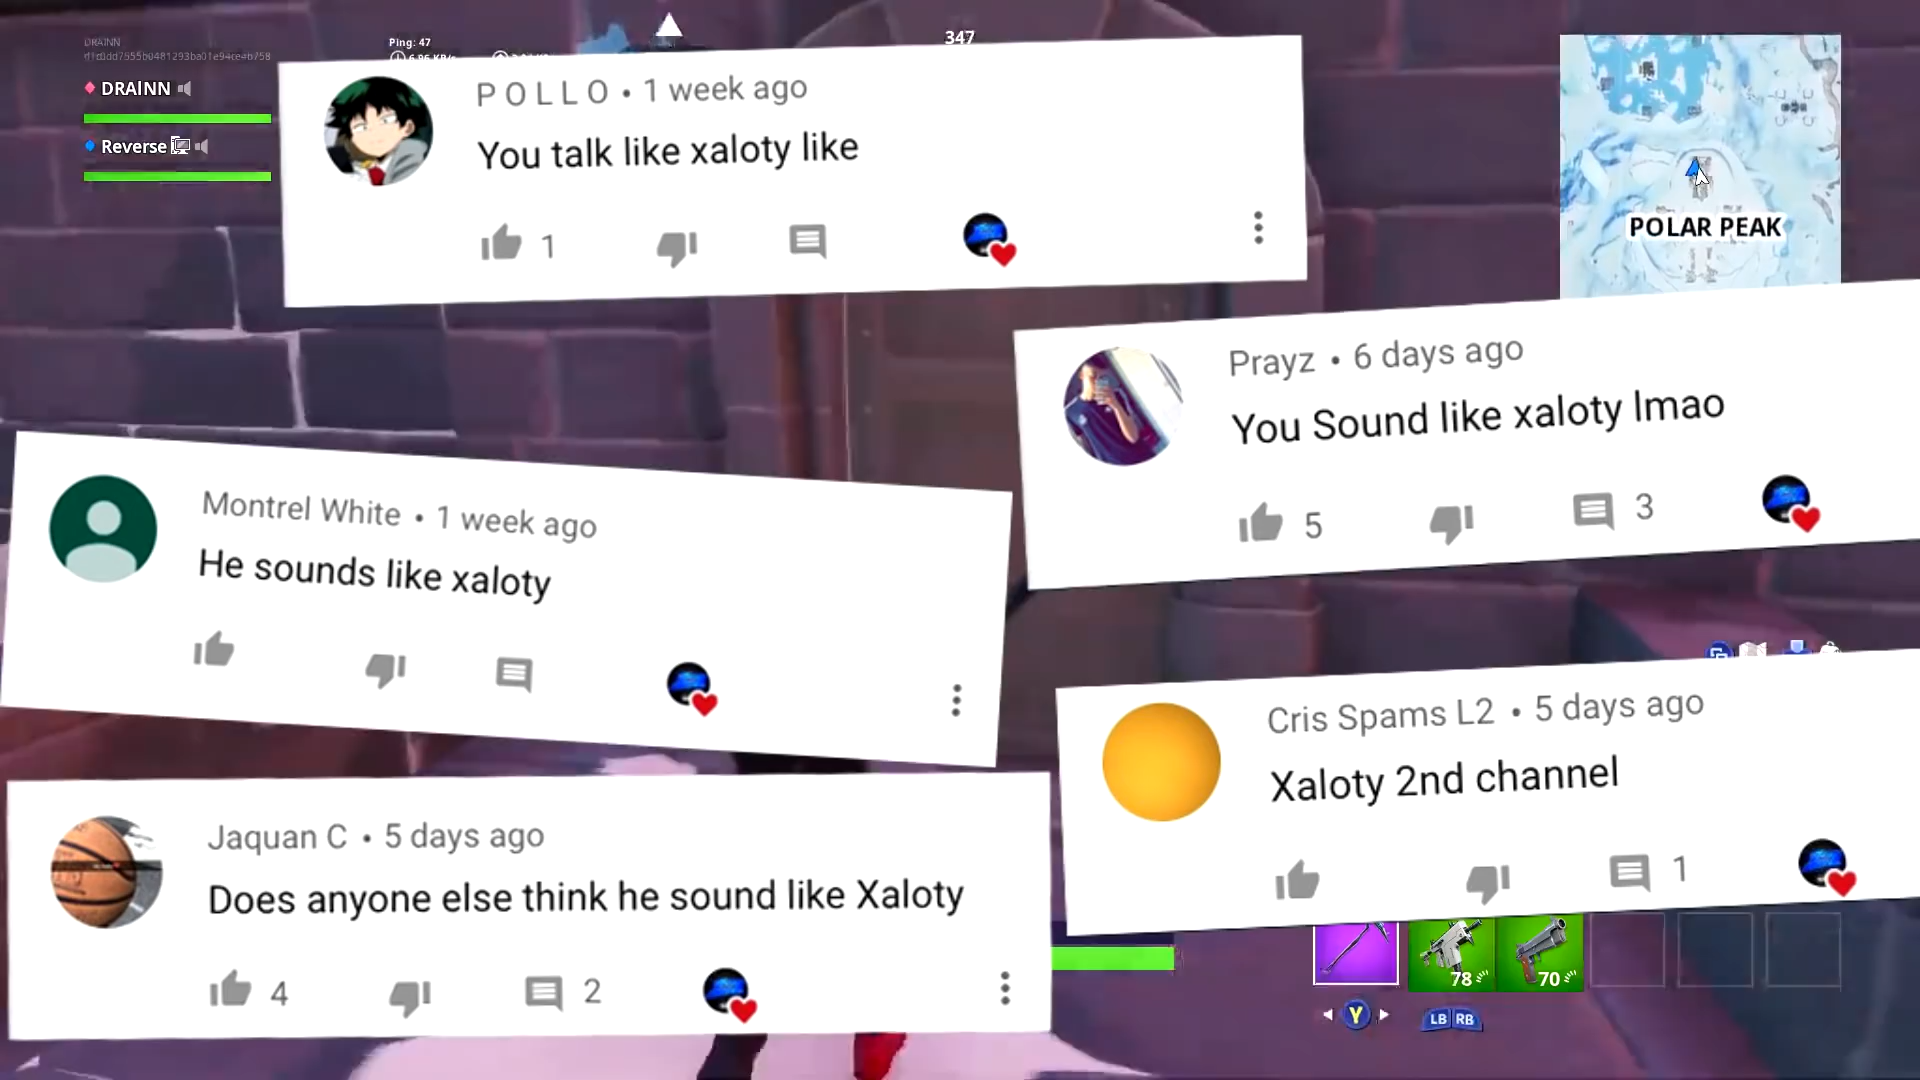 DRAINN
Ping: 47
347
DRAINN
Reverse
POLLO • 1 week ago
You talk like xaloty like
1
POLAR PEAK
Prayz • 6 days ago
You Sound like xaloty lmao
5 3
Montrel White • 1 week ago
He sounds like xaloty
Cris Spams L2 • 5 days ago
Xaloty 2nd channel
1
Jaquan C • 5 days ago
Does anyone else think he sound like Xaloty
4 2
78 70
Y LB RB